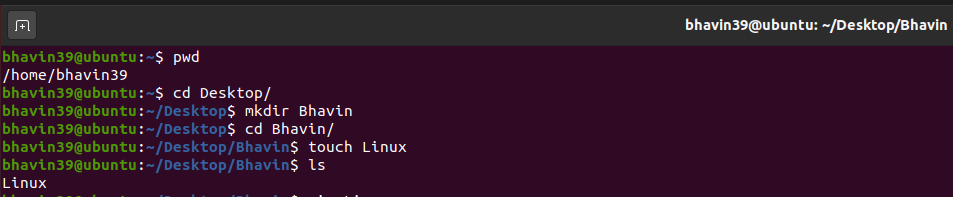 bhavin39@ubuntu: ~/Desktop/Bhavin
bhavin39@ubuntu:~$ pwd
/home/bhavin39
bhavin39@ubuntu:~$ cd Desktop/
bhavin39@ubuntu:~/Desktop$ mkdir Bhavin
bhavin39@ubuntu:~/Desktop$ cd Bhavin/
bhavin39@ubuntu:~/Desktop/Bhavin$ touch Linux
bhavin39@ubuntu:~/Desktop/Bhavin$ ls
Linux